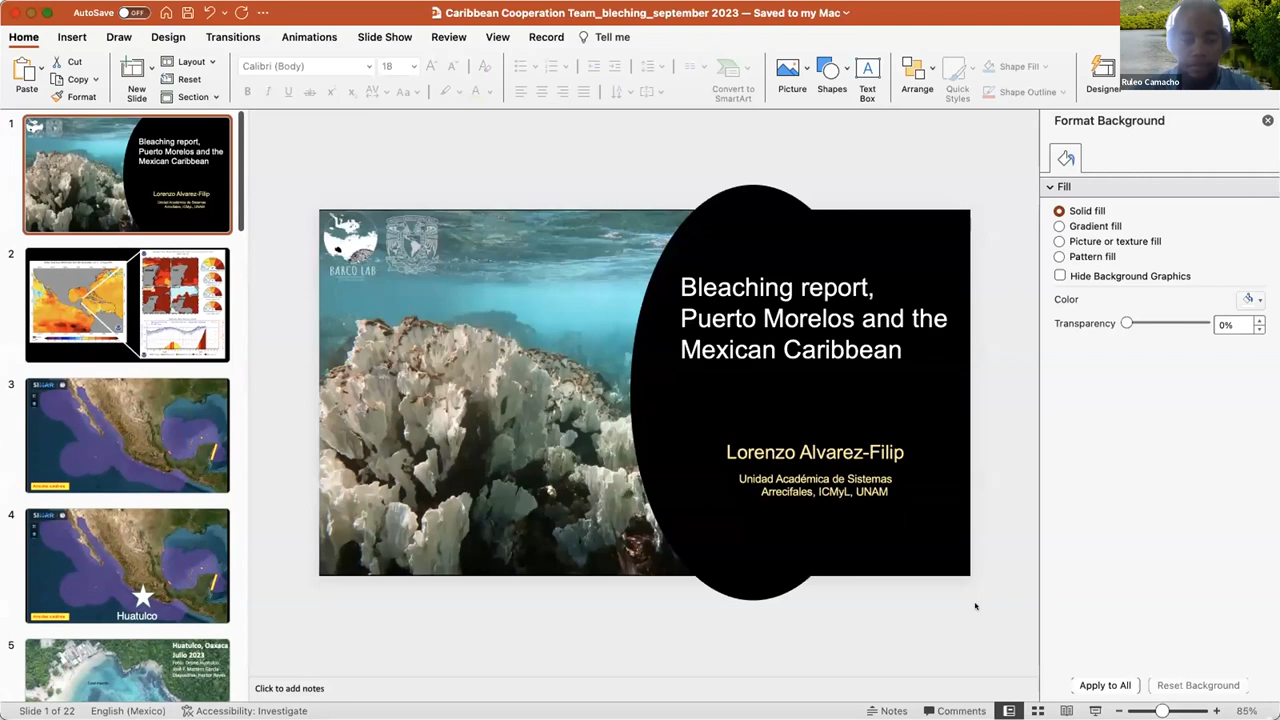 AutoSave OFF
Caribbean Cooperation Team_bleching_september 2023 — Saved to my Mac
Home Insert Draw Design Transitions Animations Slide Show Review View Record Tell me
Ruleo Camacho
Paste
Cut
Copy
Format
New Slide
Layout
Reset
Section
Calibri (Body) 18
Convert to SmartArt
Picture
Shapes
Text Box
Arrange
Quick Styles
Shape Fill
Shape Outline
Designer
1
Bleaching report,
Puerto Morelos and the
Mexican Caribbean
Lorenzo Alvarez-Filip
Unidad Académica de Sistemas
Arrecifales, ICMyL, UNAM
2
3
4
Huatulco
5
Huatulco, Oaxaca
Julio 2023
BARCO LAB
Bleaching report,
Puerto Morelos and the
Mexican Caribbean
Lorenzo Alvarez-Filip
Unidad Académica de Sistemas
Arrecifales, ICMyL, UNAM
Format Background
Fill
Solid fill
Gradient fill
Picture or texture fill
Pattern fill
Hide Background Graphics
Color
Transparency 0%
Apply to All Reset Background
Click to add notes
Slide 1 of 22 English (Mexico) Accessibility: Investigate Notes Comments 85%